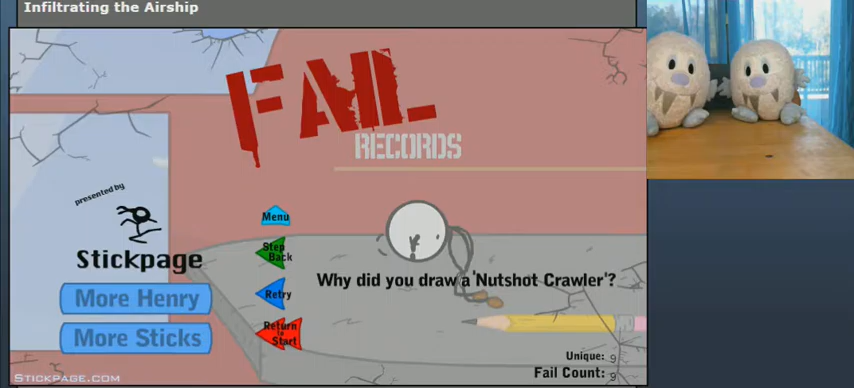 Infiltrating the Airship
FAIL
RECORDS
presented by
Stickpage
More Henry
More Sticks
Menu
Step
Back
Retry
Return
to
Start
Why did you draw a 'Nutshot Crawler'?
Unique: 9
Fail Count: 9
STICKPAGE.COM